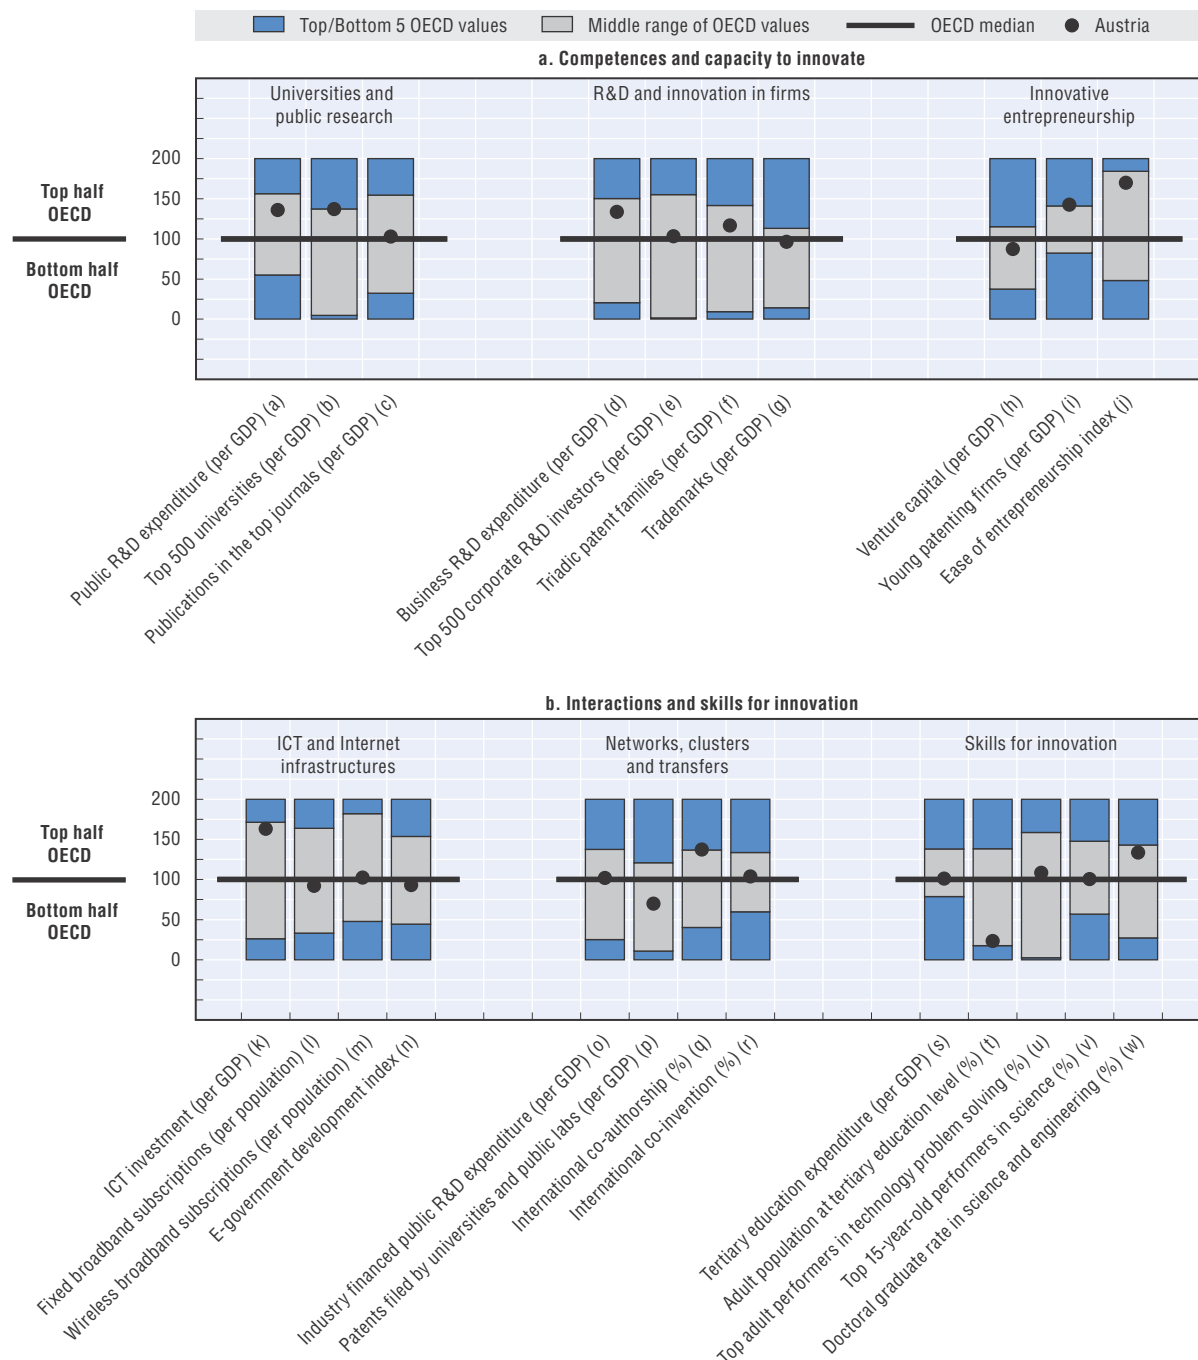 Top/Bottom 5 OECD values Middle range of OECD values OECD median Austria
a. Competences and capacity to innovate
Universities and
public research
R&D and innovation in firms
Innovative
entrepreneurship
200
150
100
50
0
Top half
OECD
Bottom half
OECD
Public R&D expenditure (per GDP) (a)
Top 500 universities (per GDP) (b)
Publications in the top journals (per GDP) (c)
Business R&D expenditure (per GDP) (d)
Top 500 corporate R&D investors (per GDP) (e)
Triadic patent families (per GDP) (f)
Trademarks (per GDP) (g)
Venture capital (per GDP) (h)
Young patenting firms (per GDP) (i)
Ease of entrepreneurship index (j)
b. Interactions and skills for innovation
ICT and Internet
infrastructures
Networks, clusters
and transfers
Skills for innovation
200
150
100
50
0
Top half
OECD
Bottom half
OECD
ICT investment (per GDP) (k)
Fixed broadband subscriptions (per population) (l)
Wireless broadband subscriptions (per population) (m)
E-government development index (n)
Industry financed public R&D expenditure (per GDP) (o)
Patents filed by universities and public labs (per GDP) (p)
International co-authorship (%) (q)
International co-invention (%) (r)
Tertiary education expenditure (per GDP) (s)
Adult population at tertiary education level (%) (t)
Top adult performers in technology problem solving (%) (u)
Top 15-year-old performers in science (%) (v)
Doctoral graduate rate in science and engineering (%) (w)